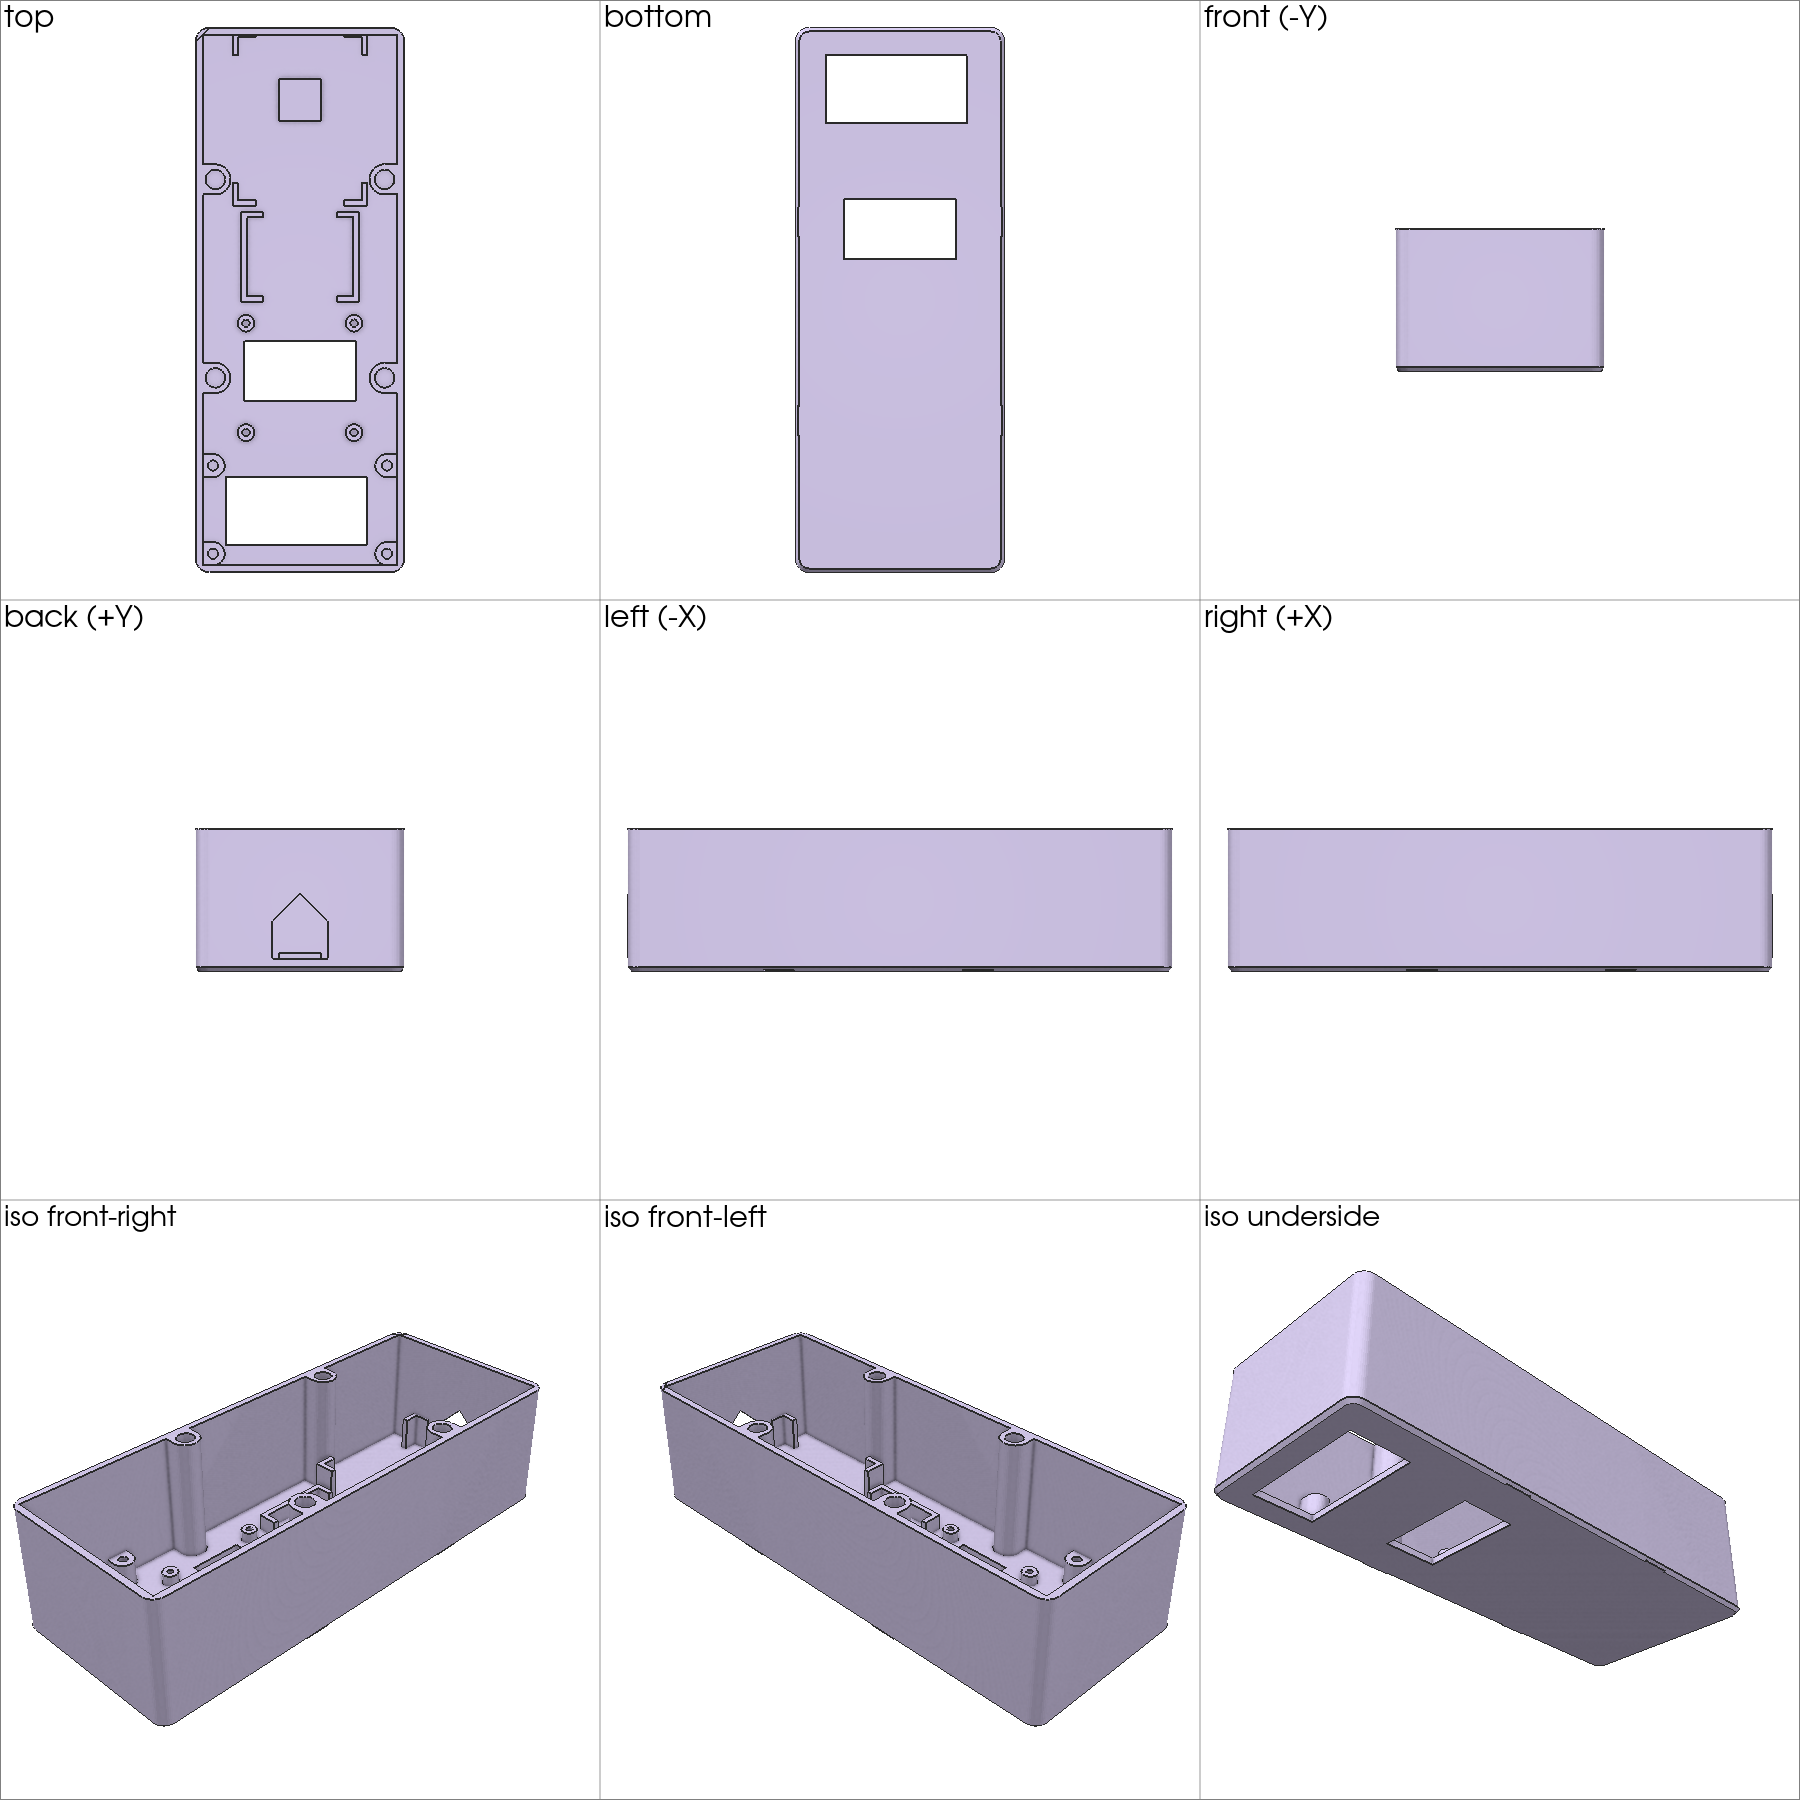 top
bottom
front (-Y)
back (+Y)
left (-X)
right (+X)
iso front-right
iso front-left
iso underside